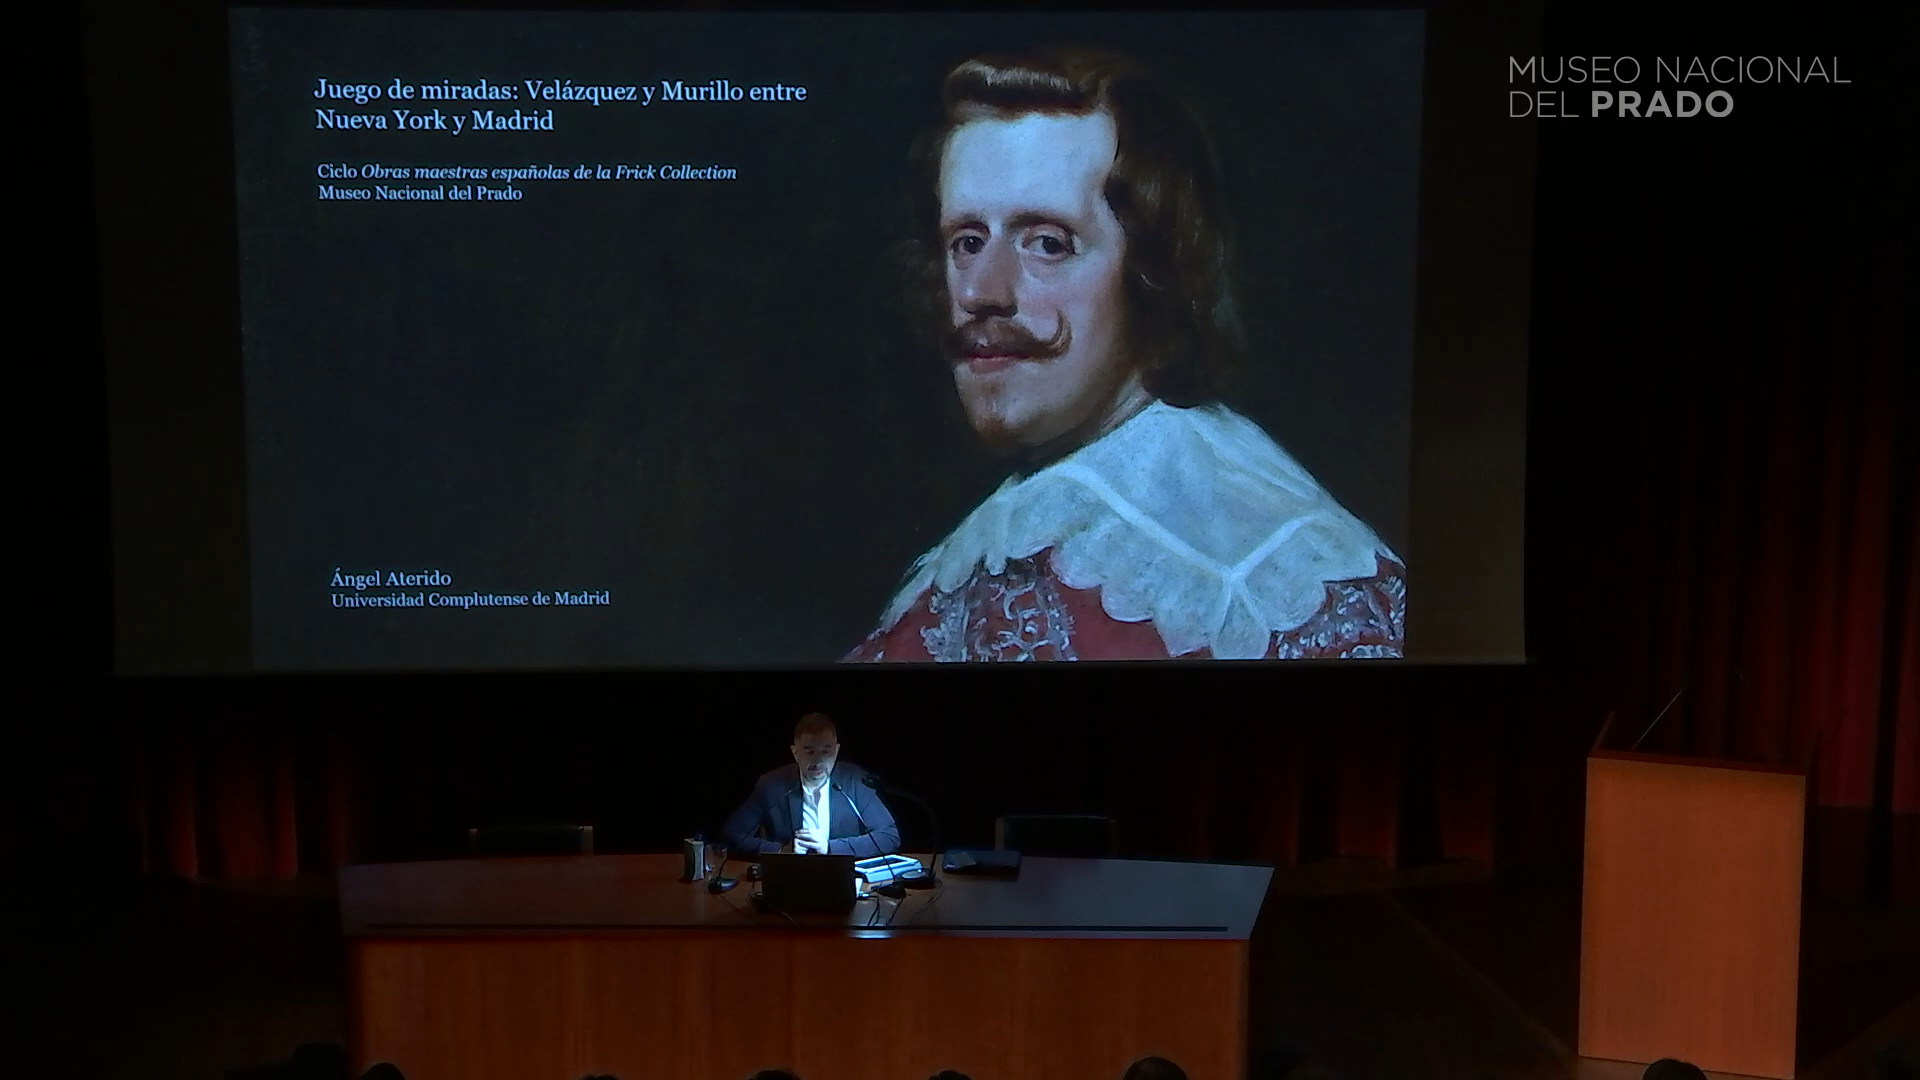 Juego de miradas: Velázquez y Murillo entre
Nueva York y Madrid
Ciclo Obras maestras españolas de la Frick Collection
Museo Nacional del Prado
Ángel Aterido
Universidad Complutense de Madrid
MUSEO NACIONAL
DEL PRADO